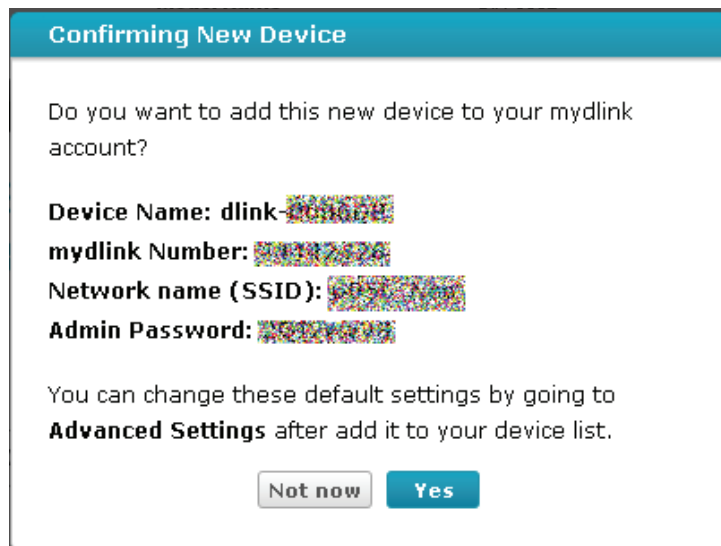 Confirming New Device
Do you want to add this new device to your mydlink
account?
Device Name: dlink-
mydlink Number:
Network name (SSID):
Admin Password:
You can change these default settings by going to
Advanced Settings after add it to your device list.
Not now Yes